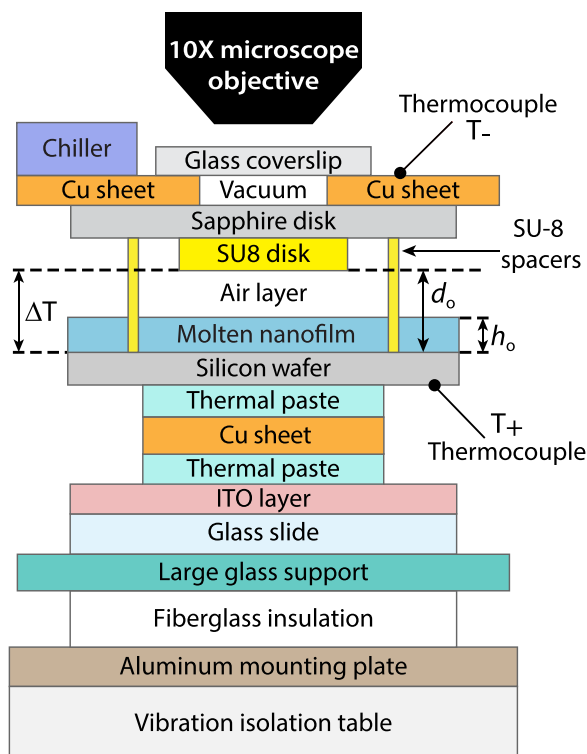 10X microscope
objective
Thermocouple
T-
Chiller
Glass coverslip
Cu sheet
Vacuum
Cu sheet
Sapphire disk
SU-8
spacers
SU8 disk
ΔT
Air layer
dₒ
Molten nanofilm
hₒ
Silicon wafer
Thermal paste
T+
Thermocouple
Cu sheet
Thermal paste
ITO layer
Glass slide
Large glass support
Fiberglass insulation
Aluminum mounting plate
Vibration isolation table